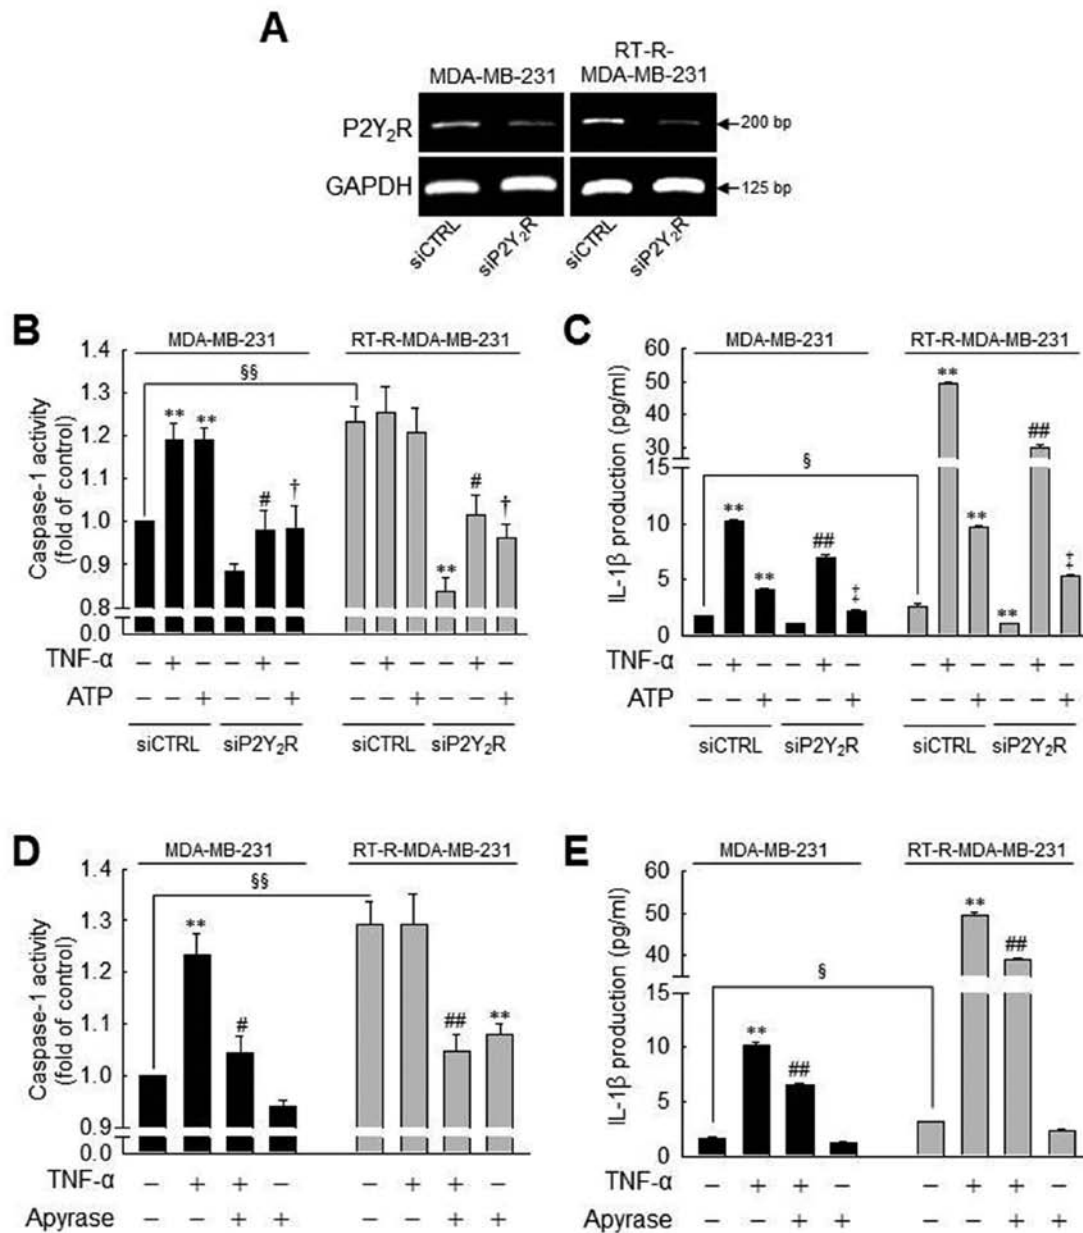 A
MDA-MB-231
RT-R-
MDA-MB-231
P2Y₂R
200 bp
GAPDH
125 bp
siCTRL
siP2Y₂R
siCTRL
siP2Y₂R
B
MDA-MB-231
RT-R-MDA-MB-231
Caspase-1 activity
(fold of control)
1.4
1.3
1.2
1.1
1.0
0.9
0.8
0.0
§§
** **
# †
**
# †
TNF-α − + − − + − − + − − + −
ATP − − + − − + − − + − − +
siCTRL siP2Y₂R siCTRL siP2Y₂R
C
MDA-MB-231
RT-R-MDA-MB-231
IL-1β production (pg/ml)
60
50
40
30
15
10
5
0
§
** **
## ‡
** **
**
## ‡
TNF-α − + − − + − − + − − + −
ATP − − + − − + − − + − − +
siCTRL siP2Y₂R siCTRL siP2Y₂R
D
MDA-MB-231
RT-R-MDA-MB-231
Caspase-1 activity
(fold of control)
1.4
1.3
1.2
1.1
1.0
0.9
0.0
§§
**
#
##
**
TNF-α − + + − − + + −
Apyrase − − + + − − + +
E
MDA-MB-231
RT-R-MDA-MB-231
IL-1β production (pg/ml)
60
50
40
15
10
5
0
§
**
##
**
##
TNF-α − + + − − + + −
Apyrase − − + + − − + +